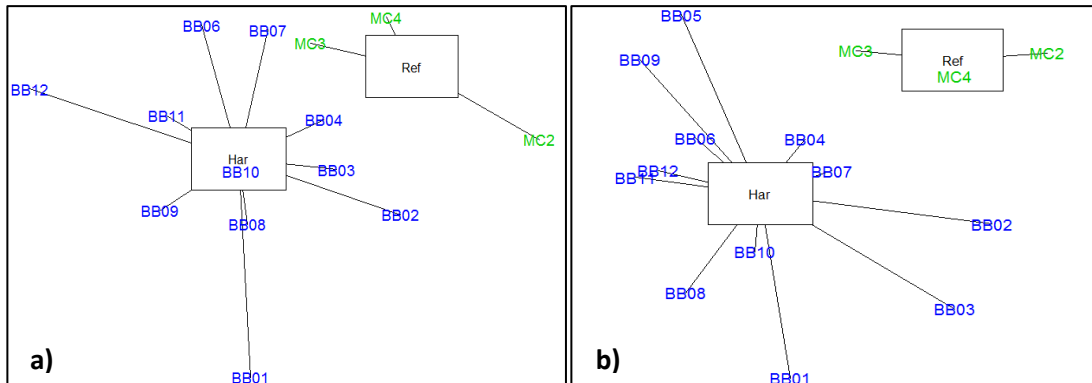 MC4
BB06
BB07
MC3
Ref
BB12
BB11
BB04
MC2
Har
BB10
BB03
BB09
BB02
BB08
a)
BB01
BB05
MC3
Ref
MC2
BB09
MC4
BB06
BB04
BB12
BB07
BB11
Har
BB02
BB10
BB08
BB03
b)
BB01